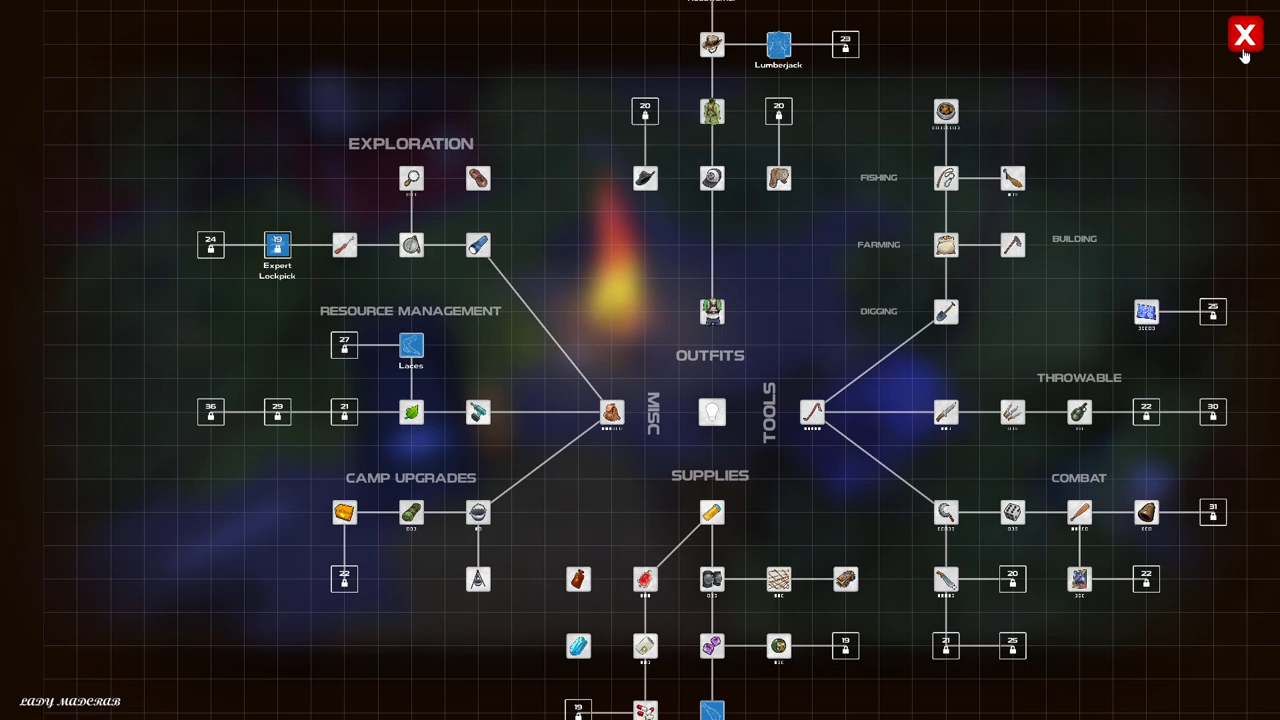 X
23
Lumberjack
20
20
EXPLORATION
FISHING
24
19
Expert
Lockpick
FARMING
BUILDING
RESOURCE MANAGEMENT
DIGGING
25
27
Laces
OUTFITS
THROWABLE
36
29
21
MISC
TOOLS
22
30
CAMP UPGRADES
SUPPLIES
COMBAT
31
22
20
22
19
21
25
19
LADY MADCRAB